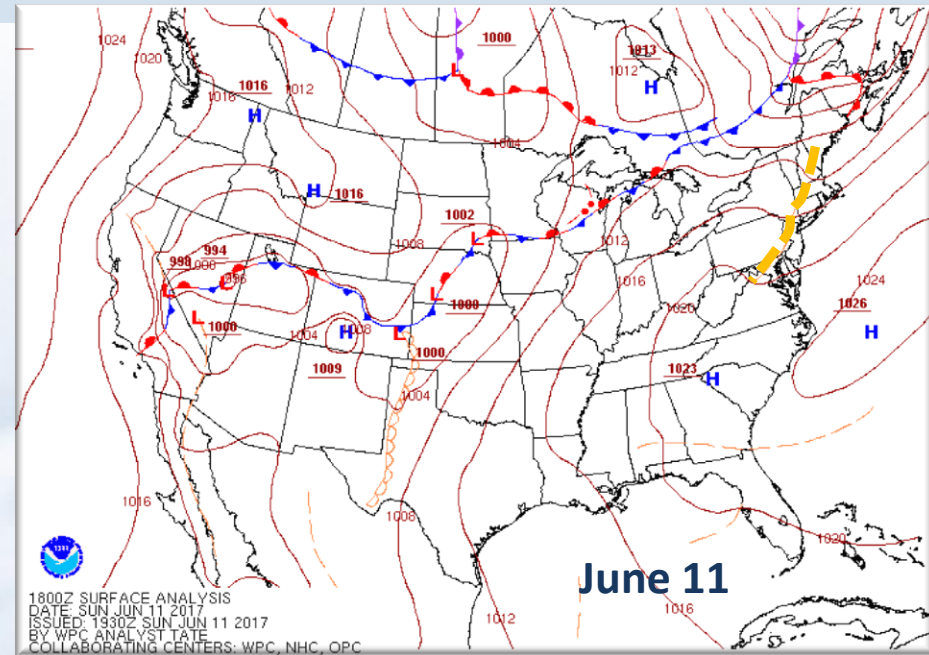 1024
1020
1000
1013
1012
1016
1016
1012
1004
1016
1002
1008
1012
994
998
1008
996
1016
1024
1020
1026
1000
1004
1008
1000
1000
1009
1023
1004
1016
1008
1020
June 11
1012
1016
1800Z SURFACE ANALYSIS
DATE: SUN JUN 11 2017
ISSUED: 1930Z SUN JUN 11 2017
BY WPC ANALYST TATE
COLLABORATING CENTERS: WPC, NHC, OPC
L
H
H
H
L
L
L
L
L
L
H
H
H